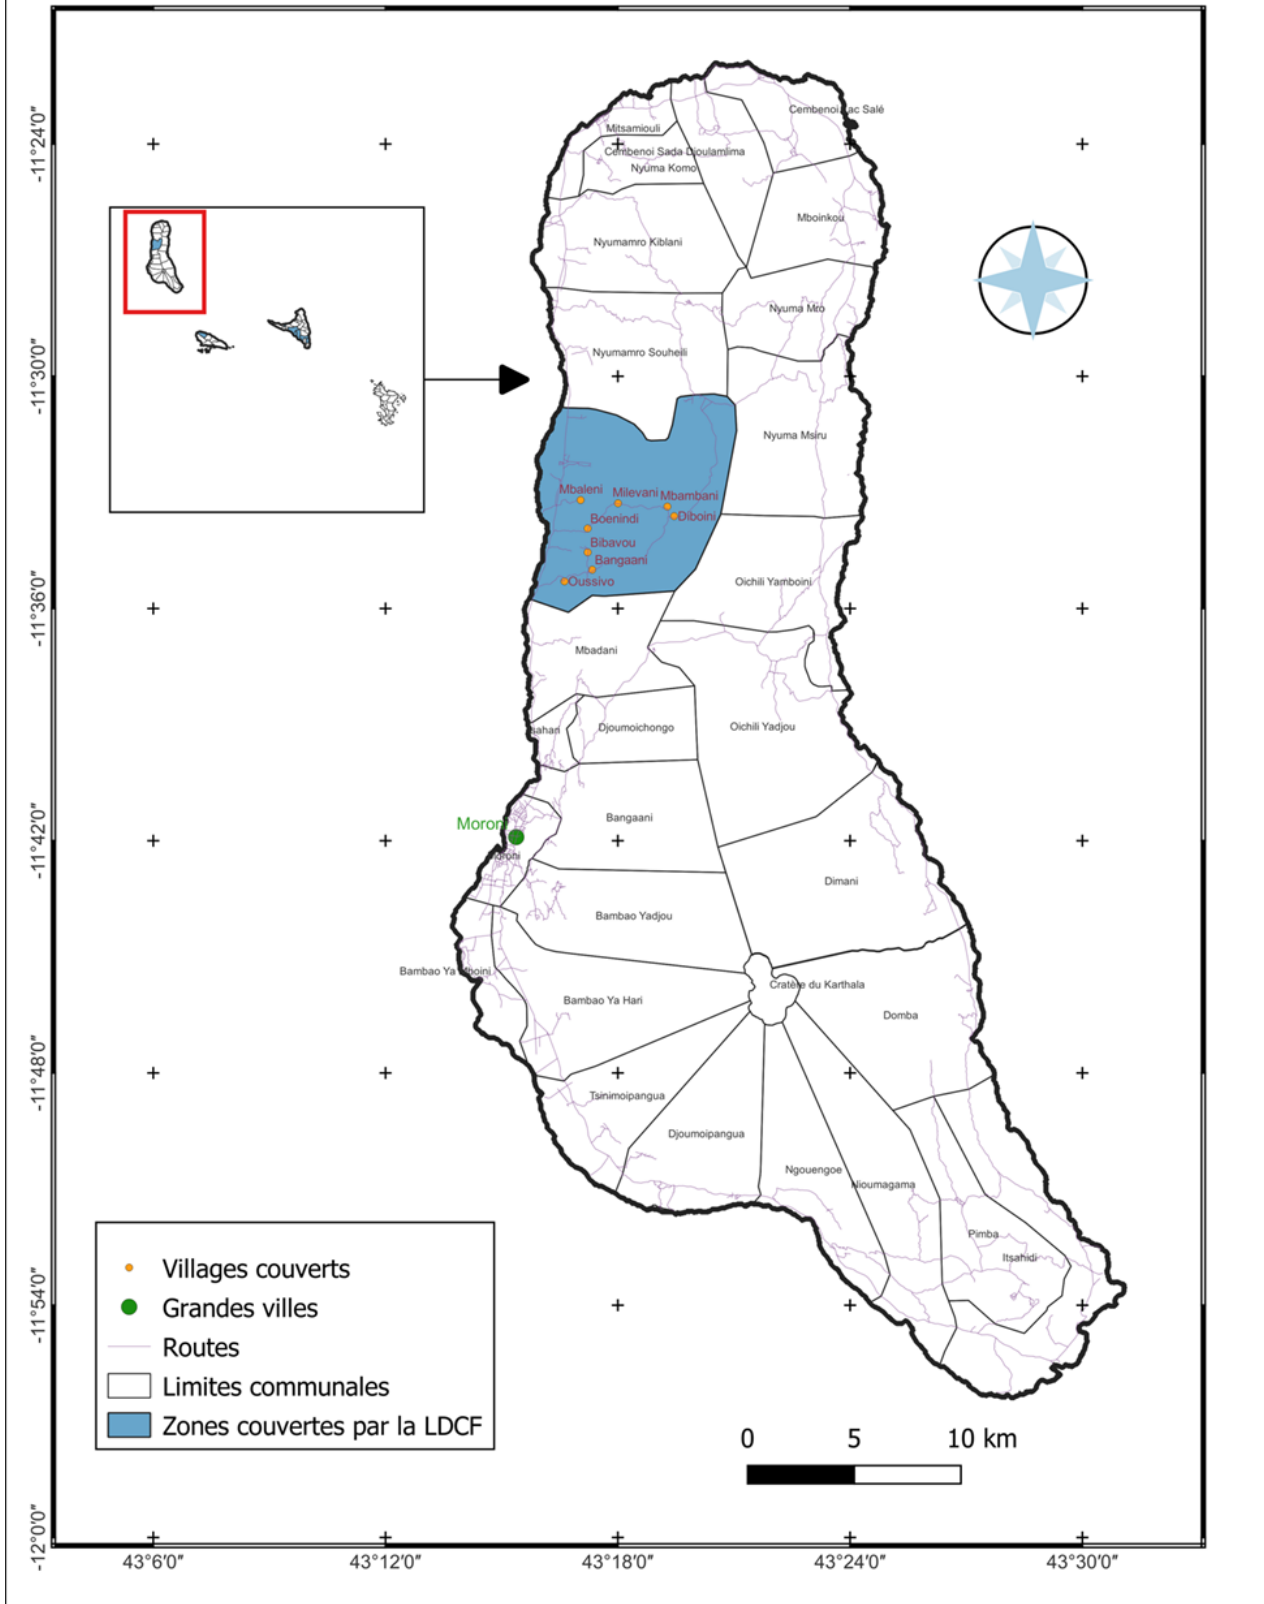 Cembenoi Lac Salé
Mitsamiouli
Cembenoi Sada Djoulamlima
Nyuma Komo
Mboinkou
Nyumamro Kiblani
Nyuma Mro
Nyumamro Souheili
Nyuma Msiru
Mbaleni
Milevani
Mbambani
Diboini
Boenindi
Bibavou
Bangaani
Oussivo
Oichili Yamboini
Mbadani
Djoumoichongo
Oichili Yadjou
Bangaani
Moroni
Moroni
Dimani
Bambao Yadjou
Bambao Ya Mboini
Cratère du Karthala
Bambao Ya Hari
Domba
Tsinimoipangua
Djoumoipangua
Ngouengoe
Nioumagama
Pimba
Itsahidi
Villages couverts
Grandes villes
Routes
Limites communales
Zones couvertes par la LDCF
0 5 10 km
-11°24'0"
-11°30'0"
-11°36'0"
-11°42'0"
-11°48'0"
-11°54'0"
-12°0'0"
43°6'0" 43°12'0" 43°18'0" 43°24'0" 43°30'0"